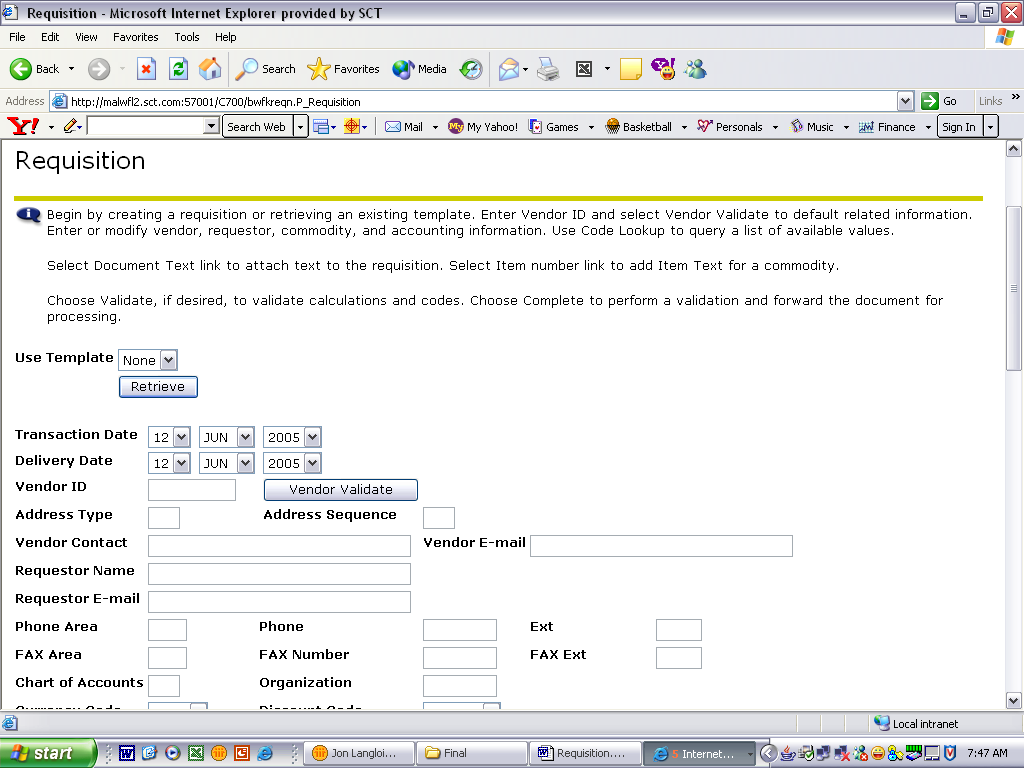 Requisition - Microsoft Internet Explorer provided by SCT
File Edit View Favorites Tools Help
Back Search Favorites Media
Address http://malwfl2.sct.com:57001/C700/bwfkreqn.P_Requisition Go Links »
Y! Search Web Mail My Yahoo! Games Basketball Personals Music Finance Sign In
Requisition
Begin by creating a requisition or retrieving an existing template. Enter Vendor ID and select Vendor Validate to default related information.
Enter or modify vendor, requestor, commodity, and accounting information. Use Code Lookup to query a list of available values.
Select Document Text link to attach text to the requisition. Select Item number link to add Item Text for a commodity.
Choose Validate, if desired, to validate calculations and codes. Choose Complete to perform a validation and forward the document for
processing.
Use Template None
Retrieve
Transaction Date 12 JUN 2005
Delivery Date 12 JUN 2005
Vendor ID Vendor Validate
Address Type Address Sequence
Vendor Contact Vendor E-mail
Requestor Name
Requestor E-mail
Phone Area Phone Ext
FAX Area FAX Number FAX Ext
Chart of Accounts Organization
Currency Code Discount Code
Local intranet
start Jon Langloi... Final Requisition.... 5 Internet... 7:47 AM